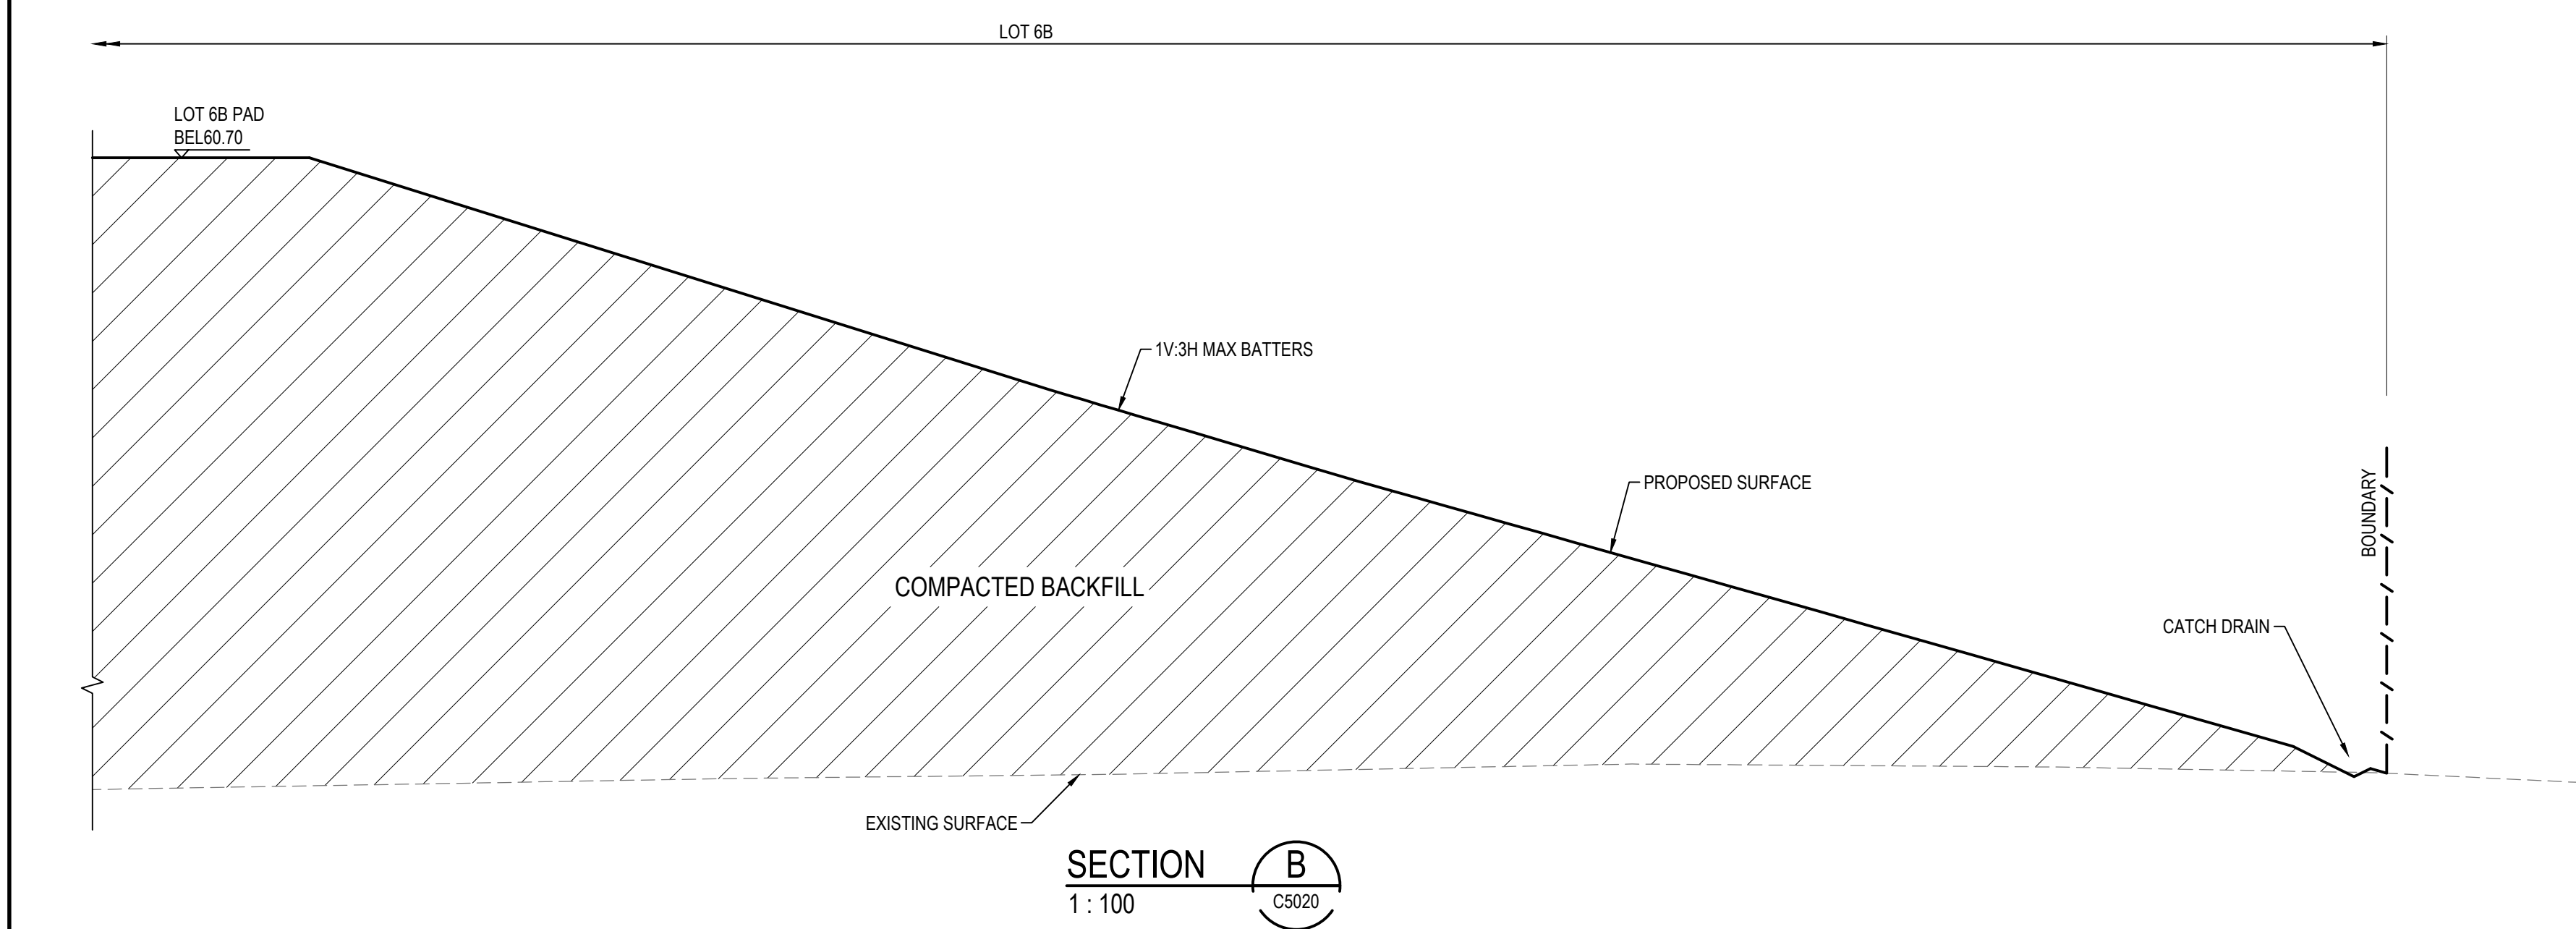 LOT 6B
LOT 6B PAD
BEL60.70
1V:3H MAX BATTERS
PROPOSED SURFACE
BOUNDARY
COMPACTED BACKFILL
CATCH DRAIN
EXISTING SURFACE
SECTION
B
1 : 100
C5020